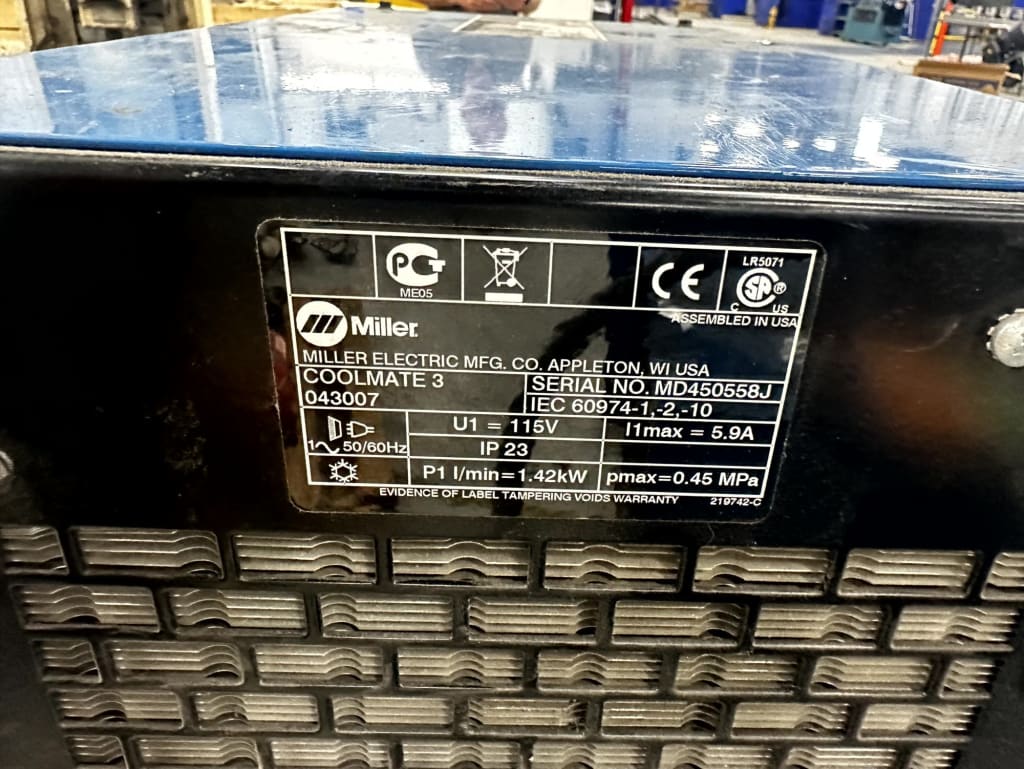 PCT
ME05
CE
LR5071
SP®
C US
ASSEMBLED IN USA
Miller®
MILLER ELECTRIC MFG. CO. APPLETON, WI USA
COOLMATE 3
043007
SERIAL NO. MD450558J
IEC 60974-1,-2,-10
1~ 50/60Hz
U1 = 115V
I1max = 5.9A
IP 23
P1 l/min=1.42kW
pmax=0.45 MPa
EVIDENCE OF LABEL TAMPERING VOIDS WARRANTY
219742-C